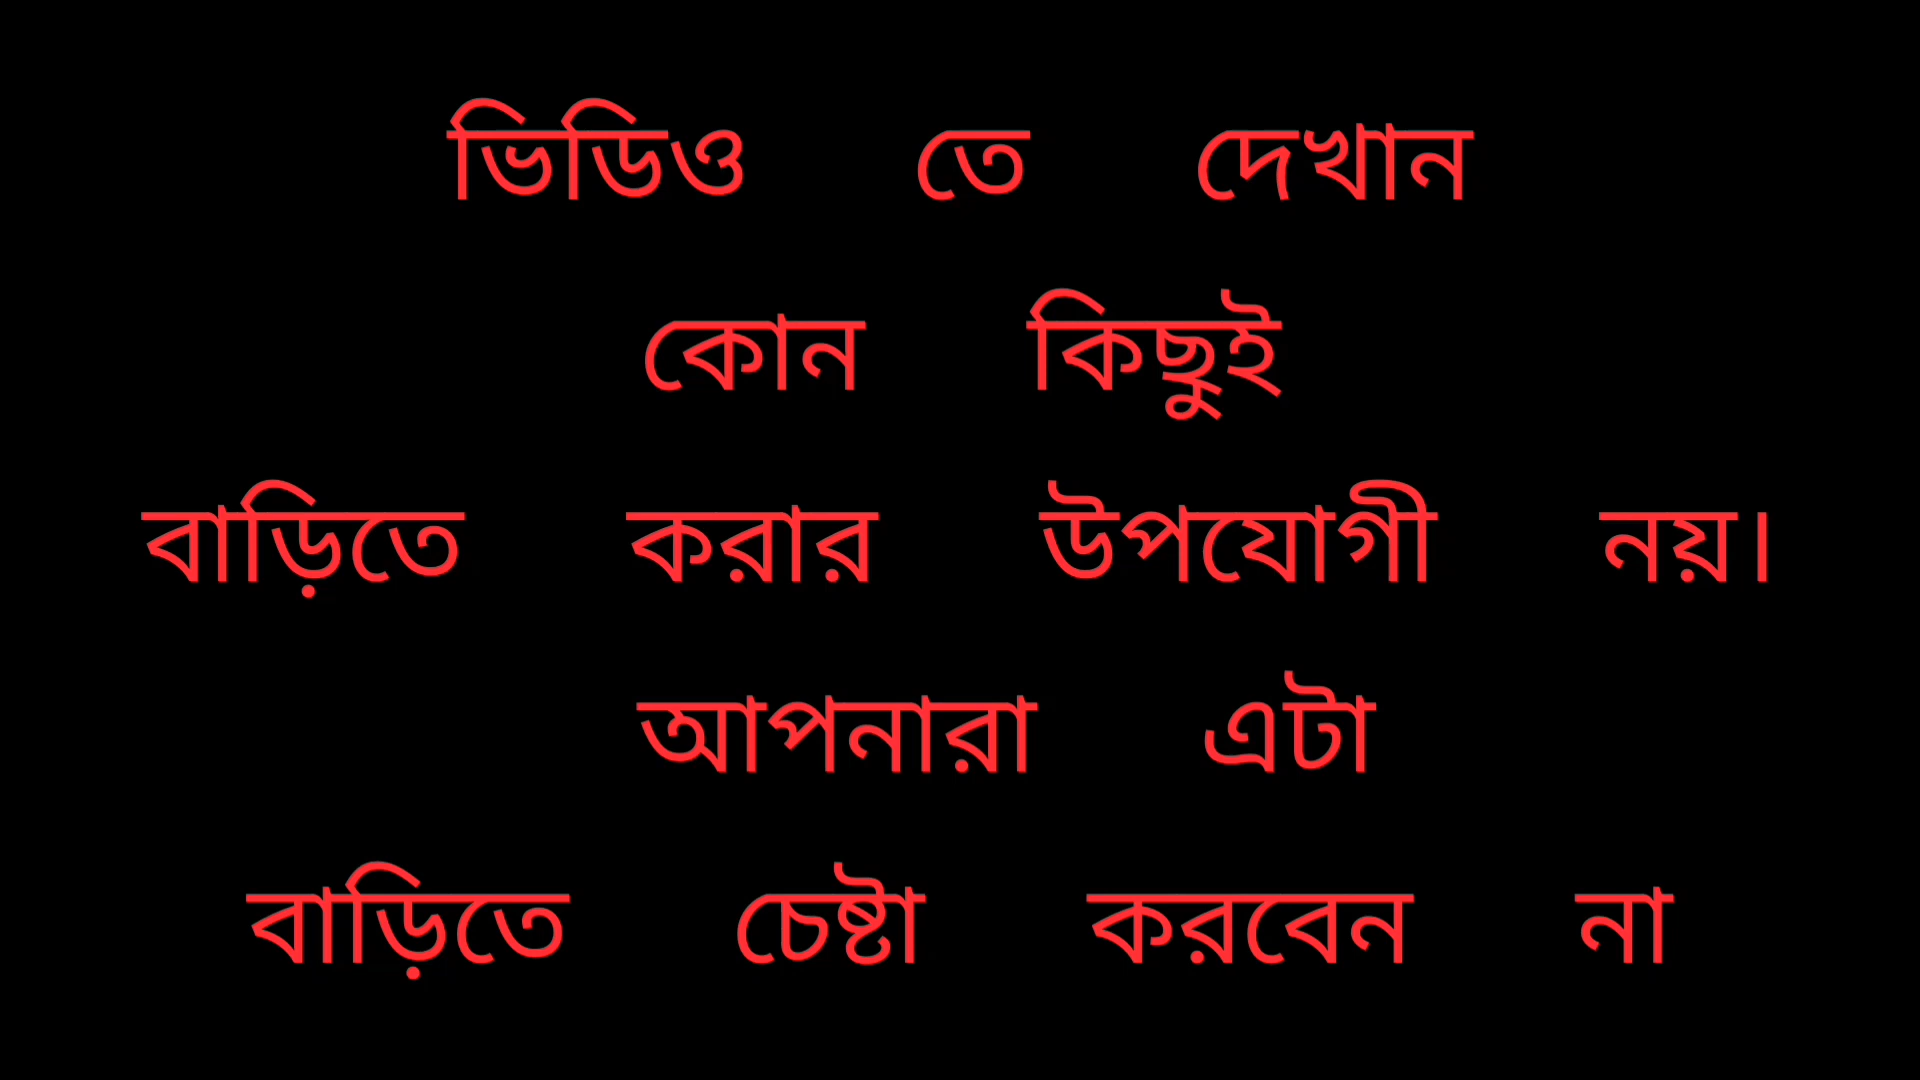 ভিডিও তে দেখান
কোন কিছুই
বাড়িতে করার উপযোগী নয়।
আপনারা এটা
বাড়িতে চেষ্টা করবেন না